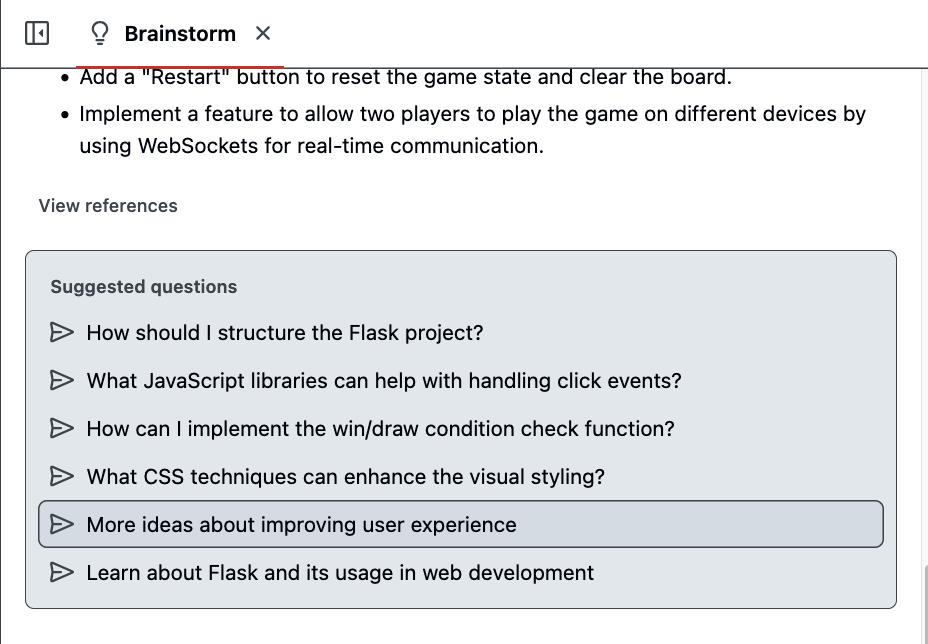 Brainstorm
• Add a "Restart" button to reset the game state and clear the board.
• Implement a feature to allow two players to play the game on different devices by
using WebSockets for real-time communication.
View references
Suggested questions
How should I structure the Flask project?
What JavaScript libraries can help with handling click events?
How can I implement the win/draw condition check function?
What CSS techniques can enhance the visual styling?
More ideas about improving user experience
Learn about Flask and its usage in web development